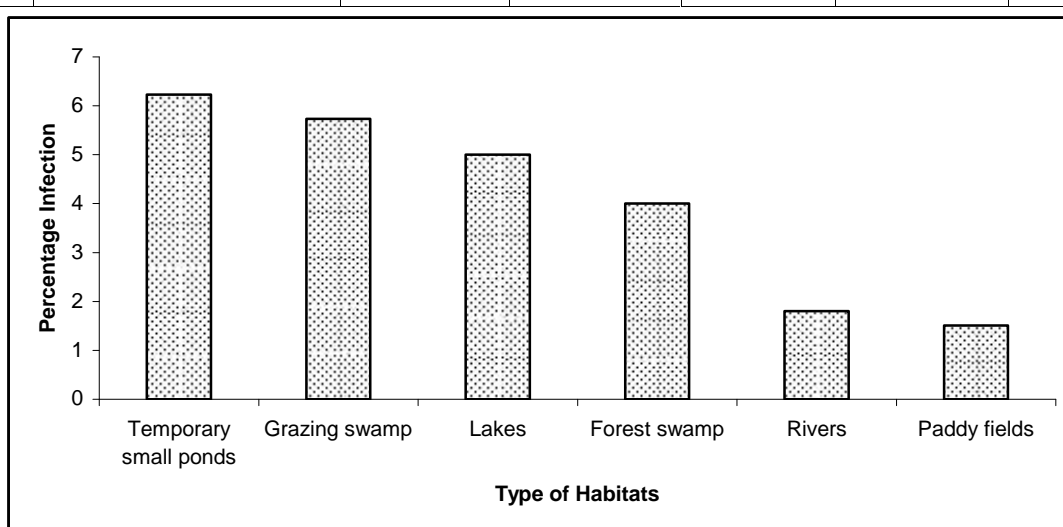 7
6
5
4
3
2
1
0
Percentage Infection
Temporary small ponds
Grazing swamp
Lakes
Forest swamp
Rivers
Paddy fields
Type of Habitats